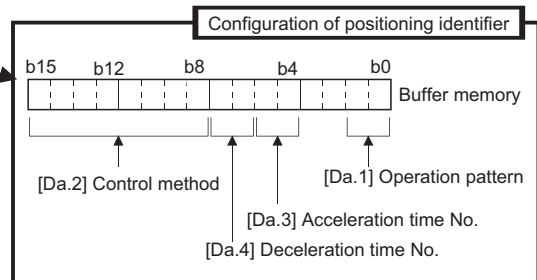 Configuration of positioning identifier
b15 b12 b8 b4 b0
Buffer memory
[Da.2] Control method
[Da.1] Operation pattern
[Da.3] Acceleration time No.
[Da.4] Deceleration time No.